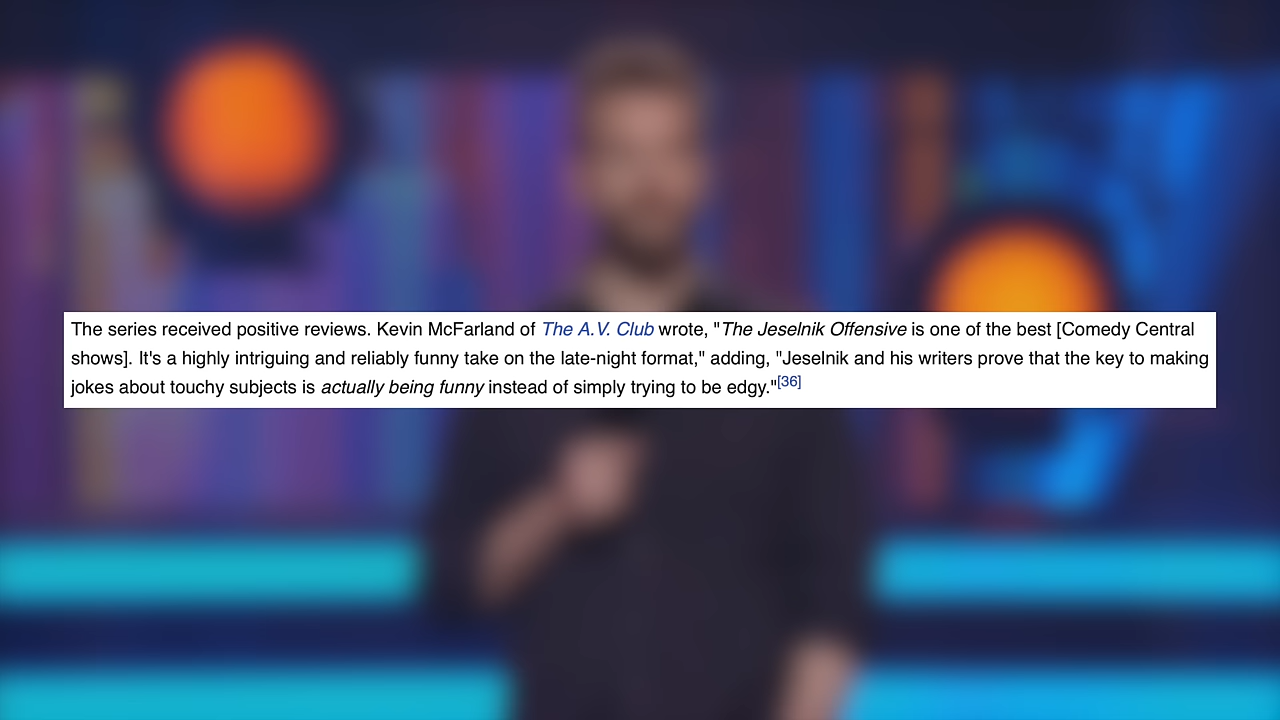 The series received positive reviews. Kevin McFarland of The A.V. Club wrote, "The Jeselnik Offensive is one of the best [Comedy Central
shows]. It's a highly intriguing and reliably funny take on the late-night format," adding, "Jeselnik and his writers prove that the key to making
jokes about touchy subjects is actually being funny instead of simply trying to be edgy."[36]